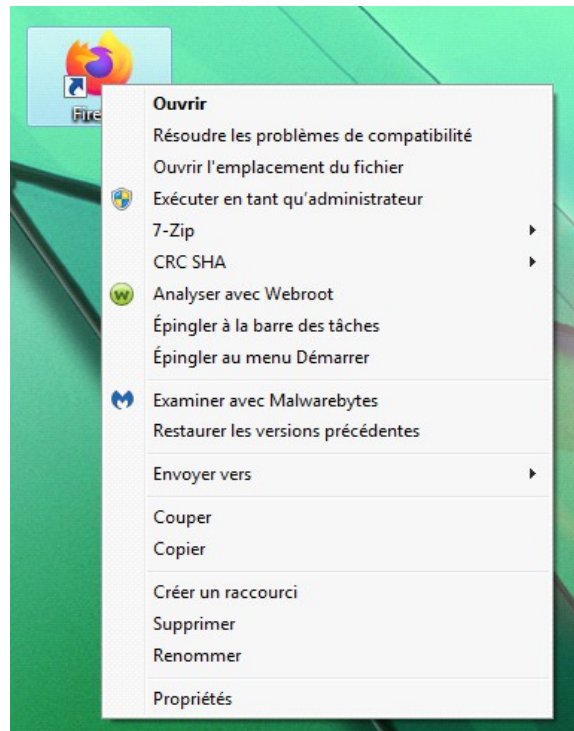 Ouvrir
Résoudre les problèmes de compatibilité
Ouvrir l'emplacement du fichier
Exécuter en tant qu'administrateur
7-Zip
CRC SHA
Analyser avec Webroot
Épingler à la barre des tâches
Épingler au menu Démarrer
Examiner avec Malwarebytes
Restaurer les versions précédentes
Envoyer vers
Couper
Copier
Créer un raccourci
Supprimer
Renommer
Propriétés